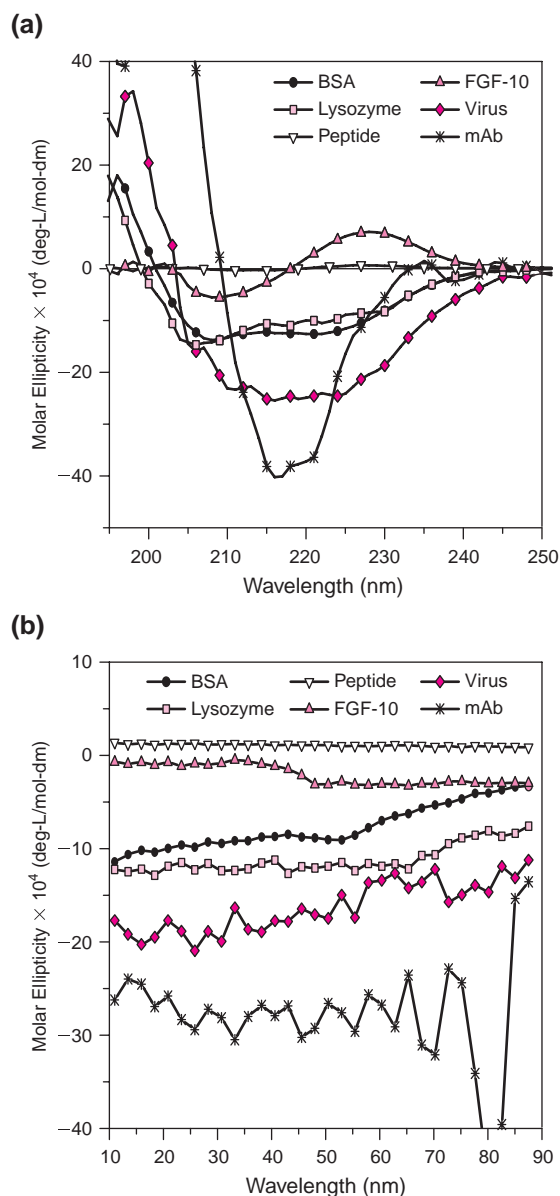 (a)
40
20
0
−20
−40
Molar Ellipticity × 10⁴ (deg-L/mol-dm)
BSA
Lysozyme
Peptide
FGF-10
Virus
mAb
200 210 220 230 240 250
Wavelength (nm)
(b)
10
0
−10
−20
−30
−40
Molar Ellipticity × 10⁴ (deg-L/mol-dm)
BSA Peptide Virus
Lysozyme FGF-10 mAb
10 20 30 40 50 60 70 80 90
Wavelength (nm)